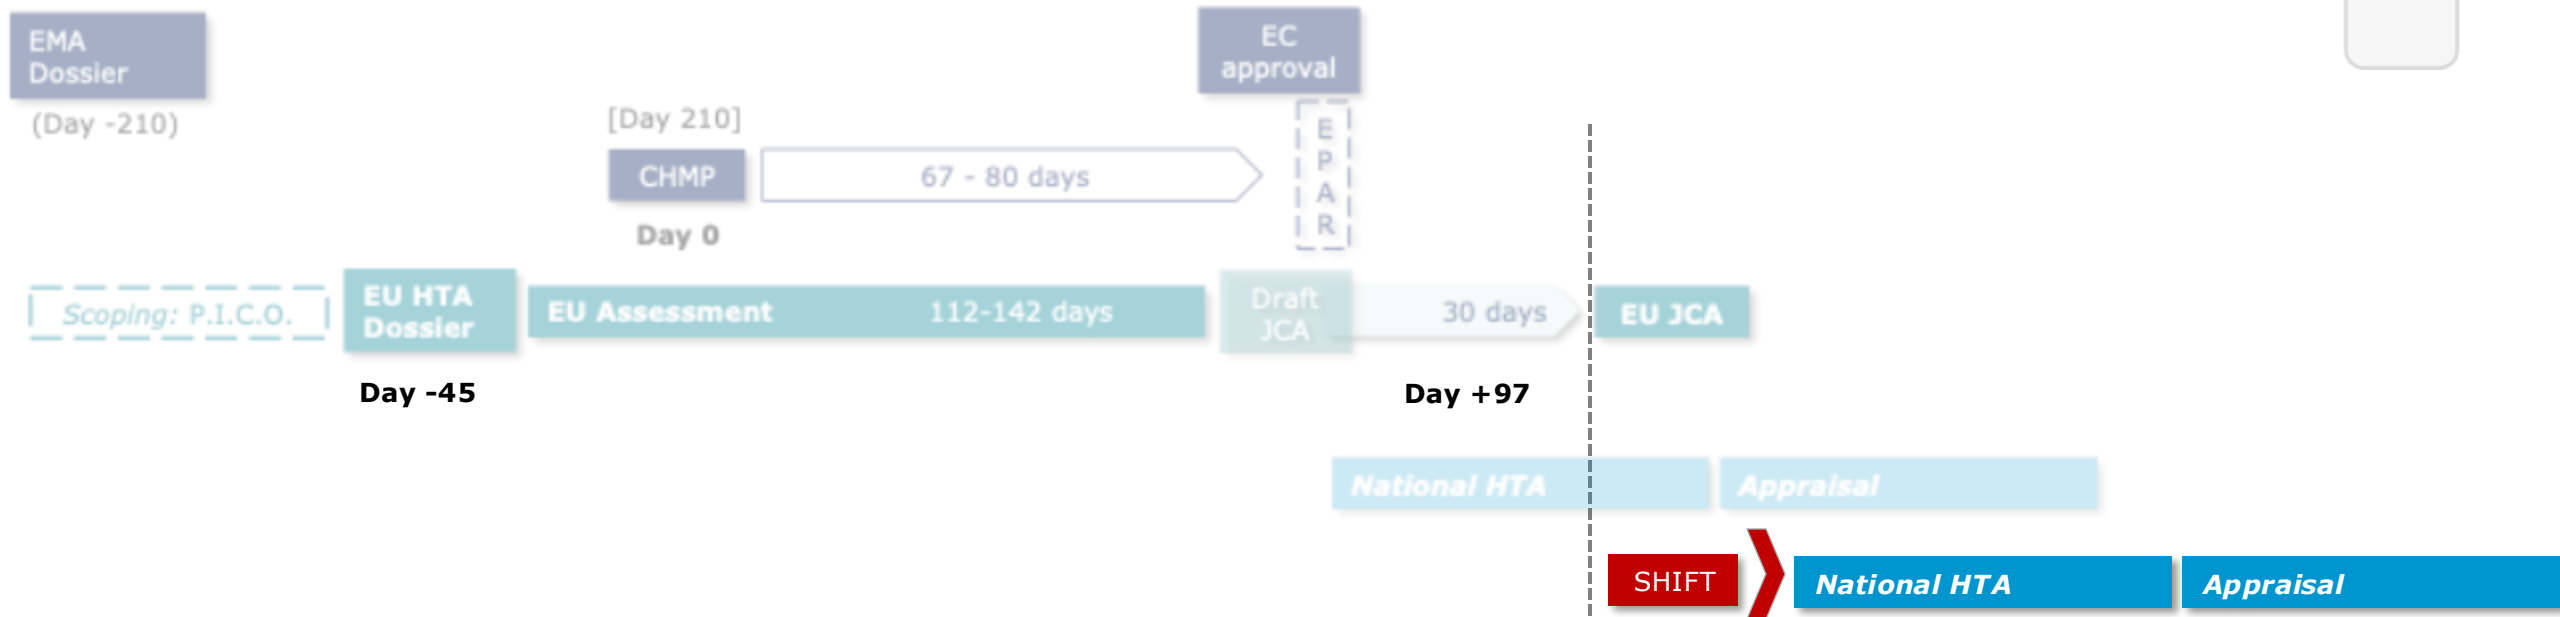 EMA
Dossier
(Day -210)
EC
approval
[Day 210]
CHMP
67 - 80 days
E
P
A
R
Day 0
Scoping: P.I.C.O.
EU HTA
Dossier
EU Assessment 112-142 days
Draft
JCA
30 days
EU JCA
Day -45
Day +97
National HTA
Appraisal
SHIFT
National HTA
Appraisal